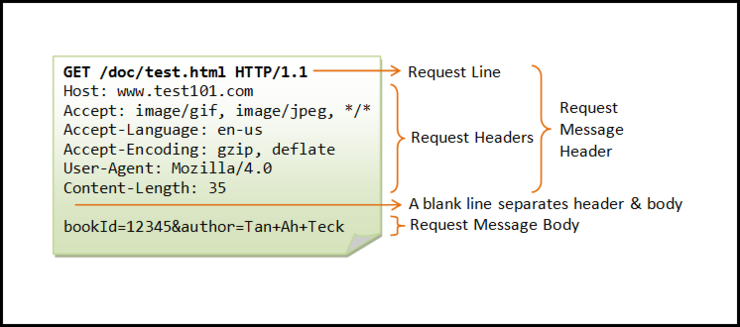 GET /doc/test.html HTTP/1.1
Host: www.test101.com
Accept: image/gif, image/jpeg, */*
Accept-Language: en-us
Accept-Encoding: gzip, deflate
User-Agent: Mozilla/4.0
Content-Length: 35
bookId=12345&author=Tan+Ah+Teck
Request Line
Request Headers
A blank line separates header & body
Request Message Body
Request
Message
Header